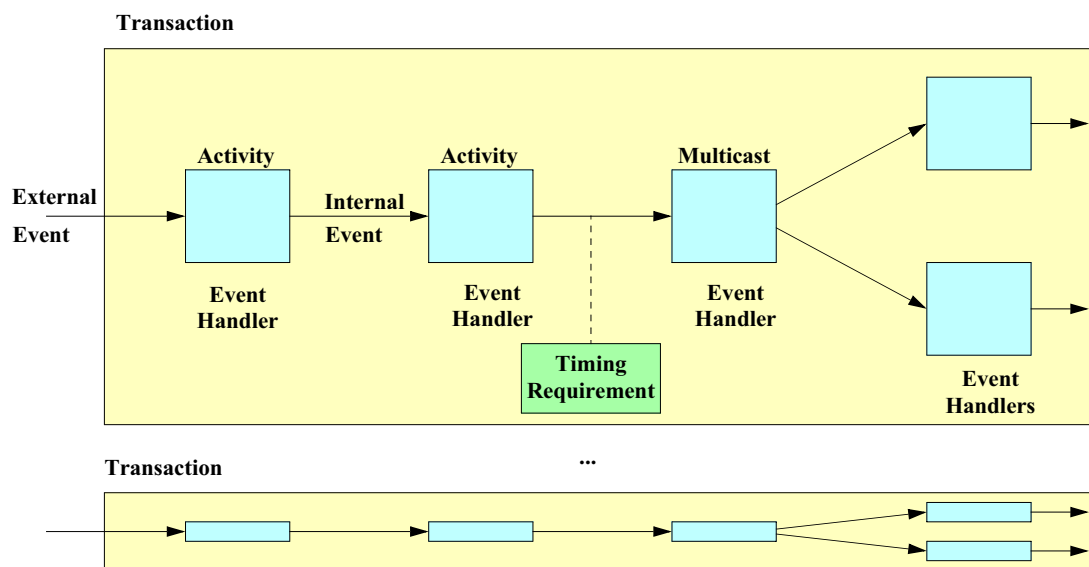 Transaction
Activity
Activity
Multicast
External
Event
Internal
Event
Event
Handler
Event
Handler
Event
Handler
Timing
Requirement
Event
Handlers
Transaction
...